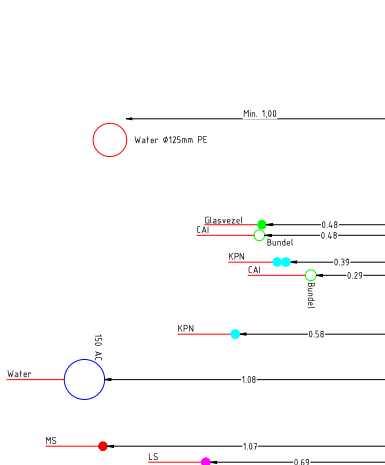 Min. 1,00
Water Ø125mm PE
Glasvezel
0.48
CAI
0.48
Bundel
KPN
0.39
CAI
0.29
Bundel
KPN
0.58
150 AC
Water
1.08
MS
1.07
LS
0.69